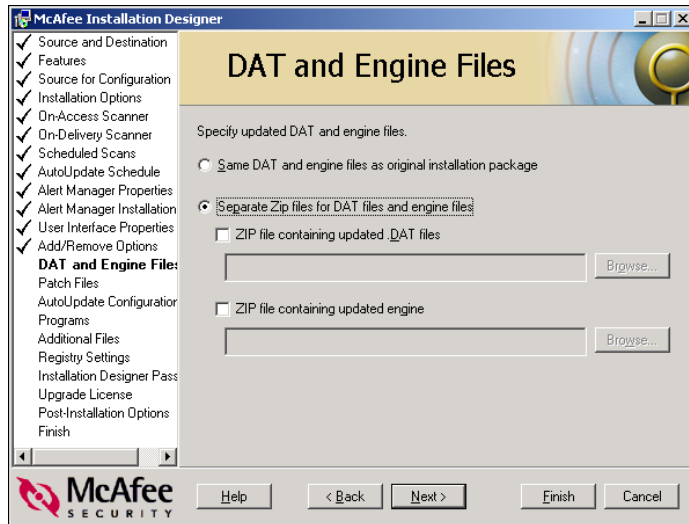 McAfee Installation Designer
Source and Destination
Features
Source for Configuration
Installation Options
On-Access Scanner
On-Delivery Scanner
Scheduled Scans
AutoUpdate Schedule
Alert Manager Properties
Alert Manager Installation
User Interface Properties
Add/Remove Options
DAT and Engine Files
Patch Files
AutoUpdate Configuration
Programs
Additional Files
Registry Settings
Installation Designer Pass
Upgrade License
Post-Installation Options
Finish
DAT and Engine Files
Specify updated DAT and engine files.
Same DAT and engine files as original installation package
Separate Zip files for DAT files and engine files
ZIP file containing updated .DAT files
Browse...
ZIP file containing updated engine
Browse...
McAfee
SECURITY
Help
< Back
Next >
Finish
Cancel